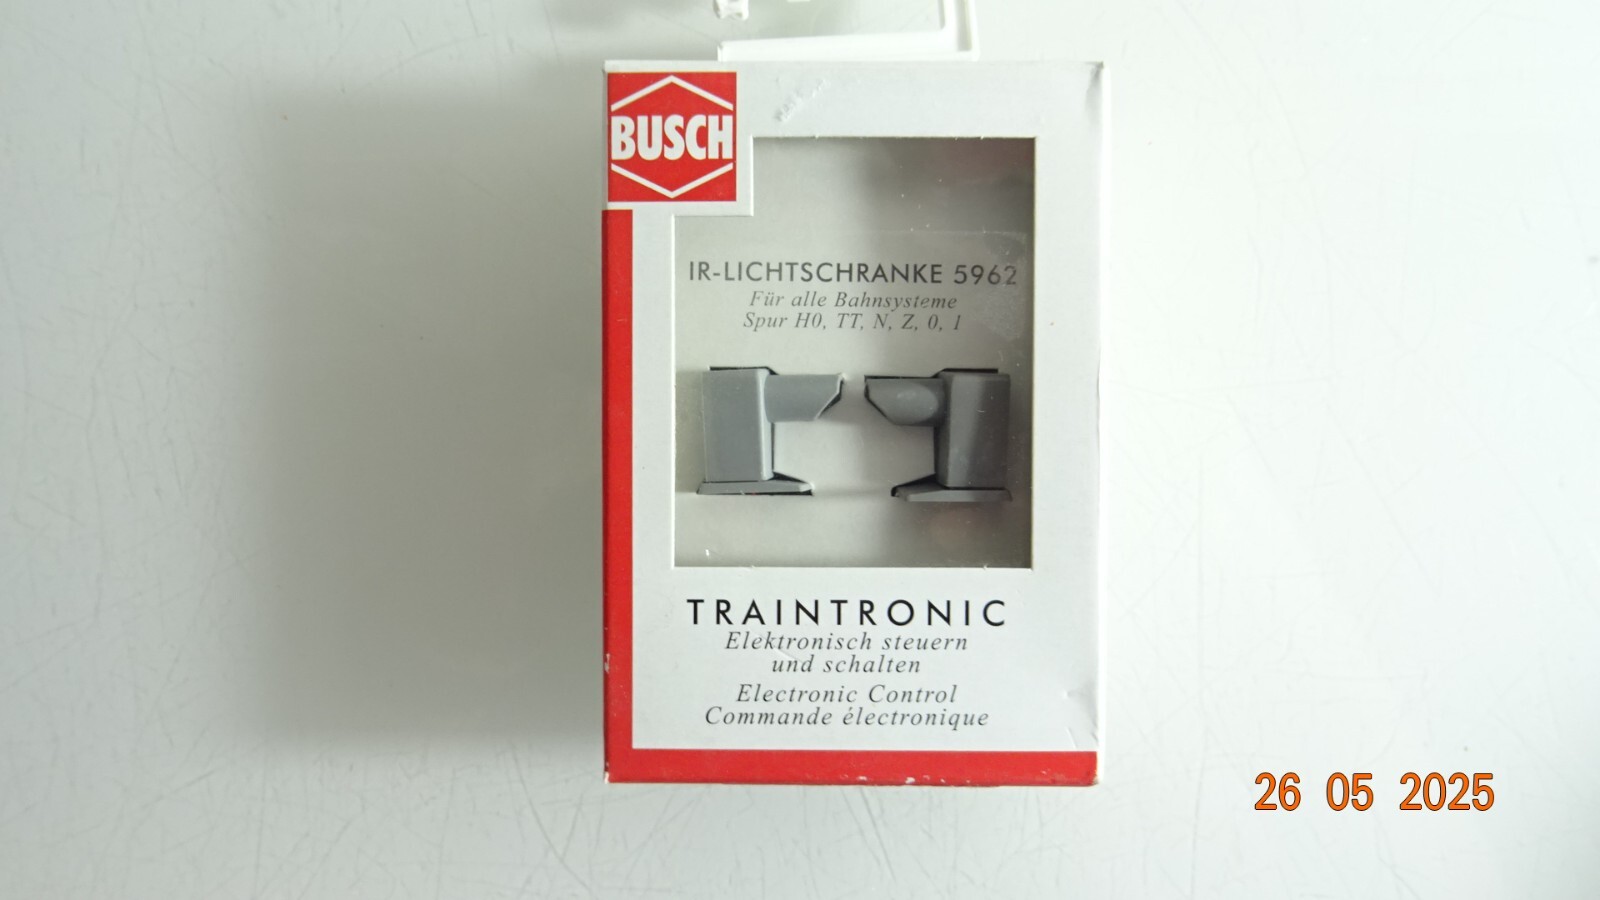 BUSCH
IR-LICHTSCHRANKE 5962
Für alle Bahnsysteme
Spur H0, TT, N, Z, 0, 1
TRAINTRONIC
Elektronisch steuern
und schalten
Electronic Control
Commande électronique
26 05 2025